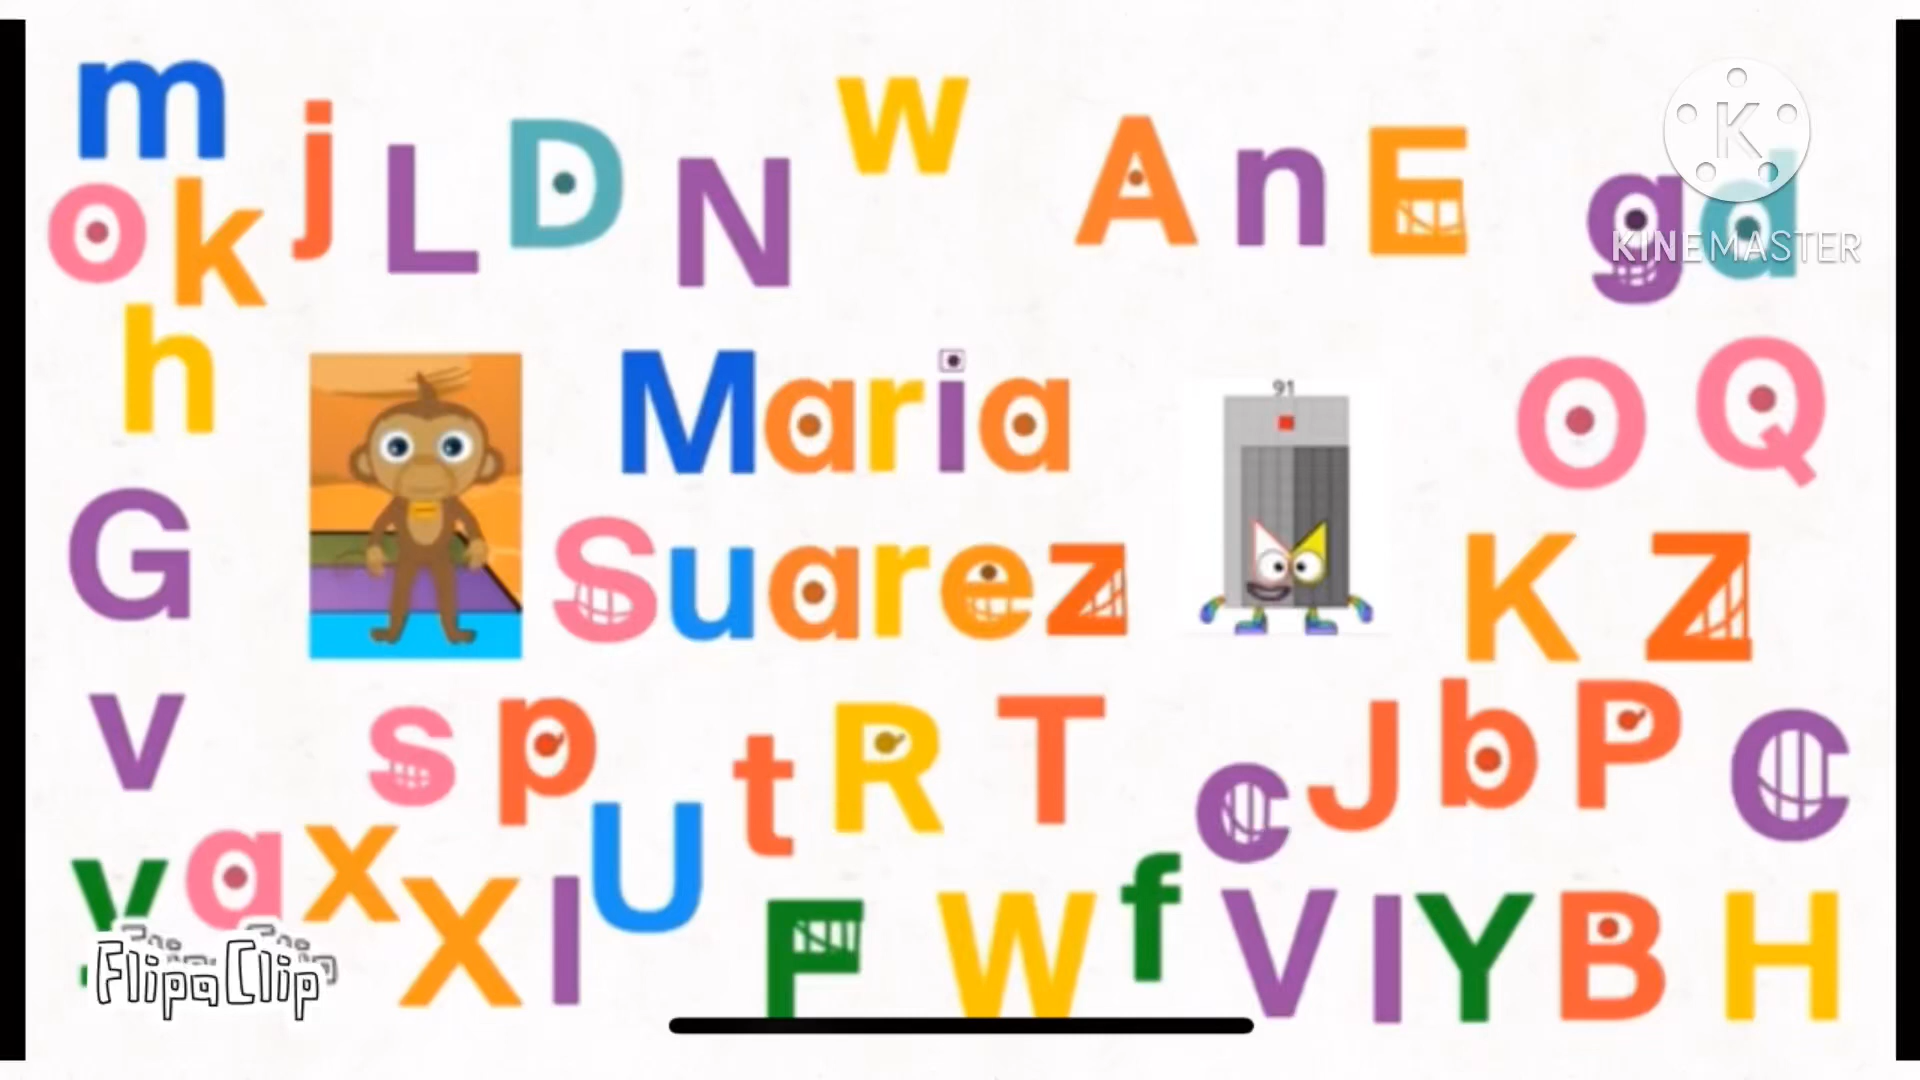 m j L D N w A n E g d
K
KINEMASTER
o k
h
Maria
91
O Q
G
Suarez
K Z
v s p t R T c J b P C
y a x X l U F W f V I Y B H
FlipaClip